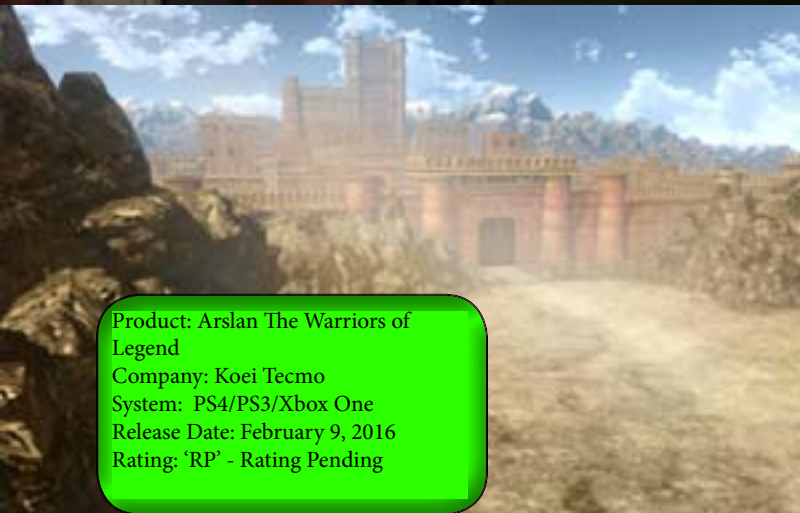 Product: Arslan The Warriors of
Legend
Company: Koei Tecmo
System:  PS4/PS3/Xbox One
Release Date: February 9, 2016
Rating: ‘RP’ - Rating Pending